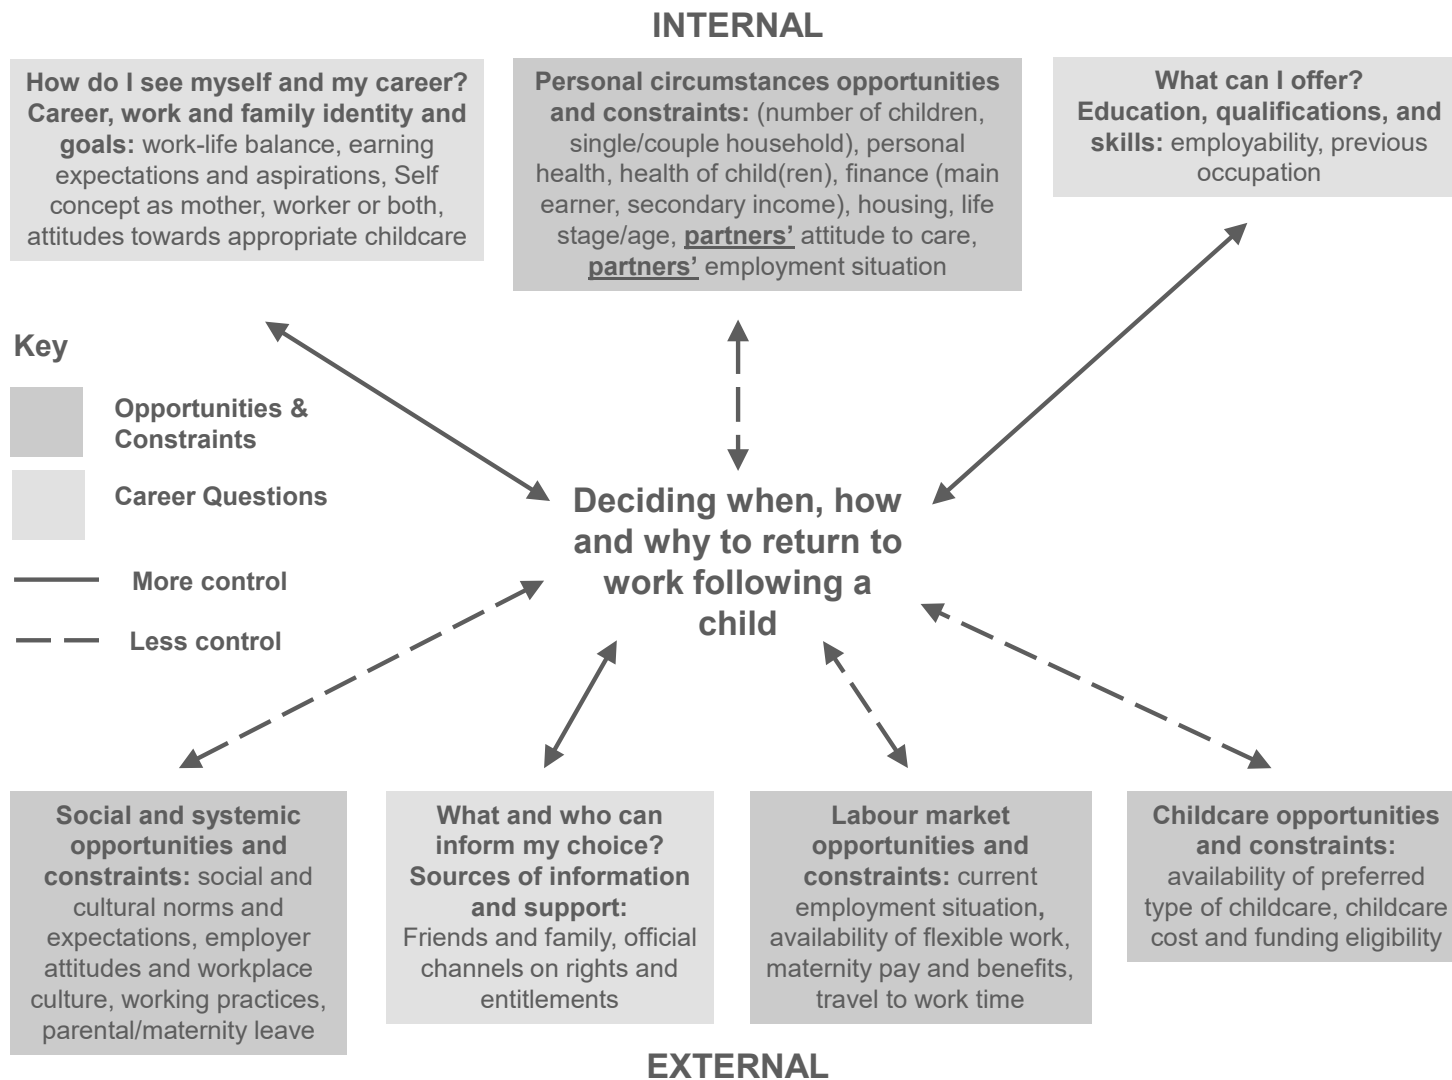 INTERNAL
How do I see myself and my career?
Career, work and family identity and
goals: work-life balance, earning
expectations and aspirations, Self
concept as mother, worker or both,
attitudes towards appropriate childcare
Personal circumstances opportunities
and constraints: (number of children,
single/couple household), personal
health, health of child(ren), finance (main
earner, secondary income), housing, life
stage/age, partners’ attitude to care,
partners’ employment situation
What can I offer?
Education, qualifications, and
skills: employability, previous
occupation
Key
Opportunities &
Constraints
Career Questions
More control
Less control
Deciding when, how
and why to return to
work following a
child
Social and systemic
opportunities and
constraints: social and
cultural norms and
expectations, employer
attitudes and workplace
culture, working practices,
parental/maternity leave
What and who can
inform my choice?
Sources of information
and support:
Friends and family, official
channels on rights and
entitlements
Labour market
opportunities and
constraints: current
employment situation,
availability of flexible work,
maternity pay and benefits,
travel to work time
Childcare opportunities
and constraints:
availability of preferred
type of childcare, childcare
cost and funding eligibility
EXTERNAL